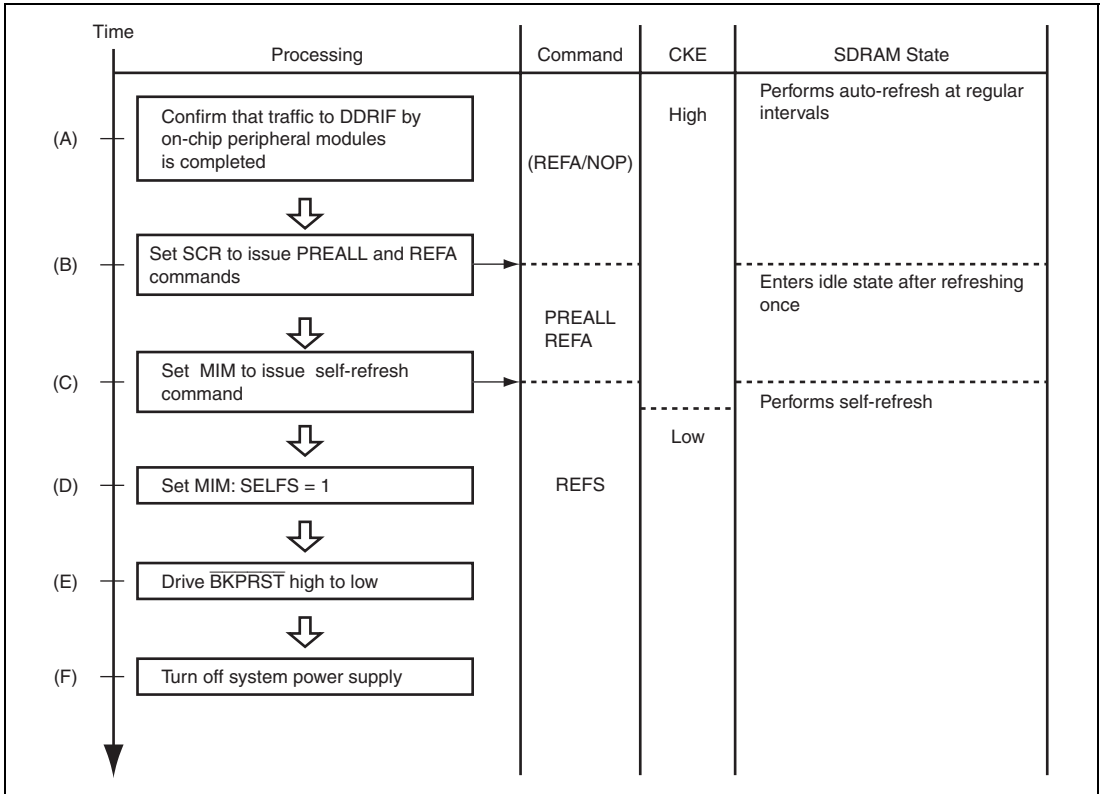 Time
Processing
Command
CKE
SDRAM State
(A)
Confirm that traffic to DDRIF by
on-chip peripheral modules
is completed
(REFA/NOP)
High
Performs auto-refresh at regular
intervals
(B)
Set SCR to issue PREALL and REFA
commands
PREALL
REFA
Enters idle state after refreshing
once
(C)
Set MIM to issue self-refresh
command
Performs self-refresh
Low
(D)
Set MIM: SELFS = 1
REFS
(E)
Drive B̅K̅P̅R̅S̅T̅ high to low
(F)
Turn off system power supply